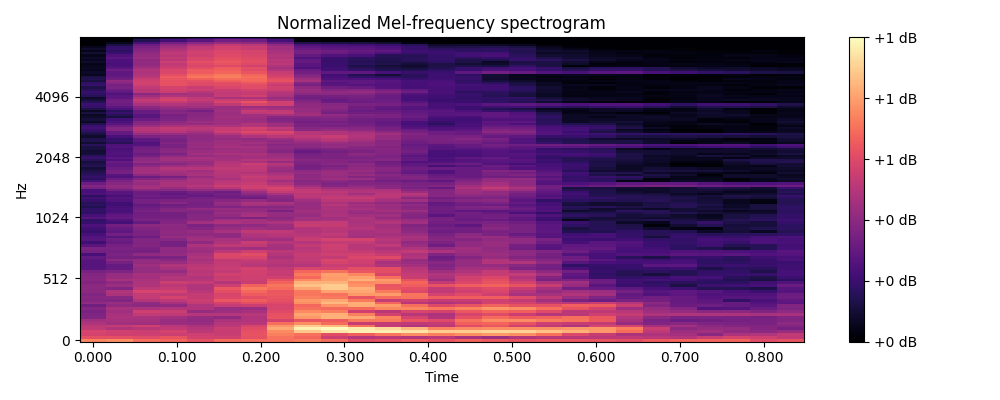 Normalized Mel-frequency spectrogram
+1 dB
4096
+1 dB
2048
+1 dB
Hz
1024
+0 dB
512
+0 dB
0
+0 dB
0.000 0.100 0.200 0.300 0.400 0.500 0.600 0.700 0.800
Time